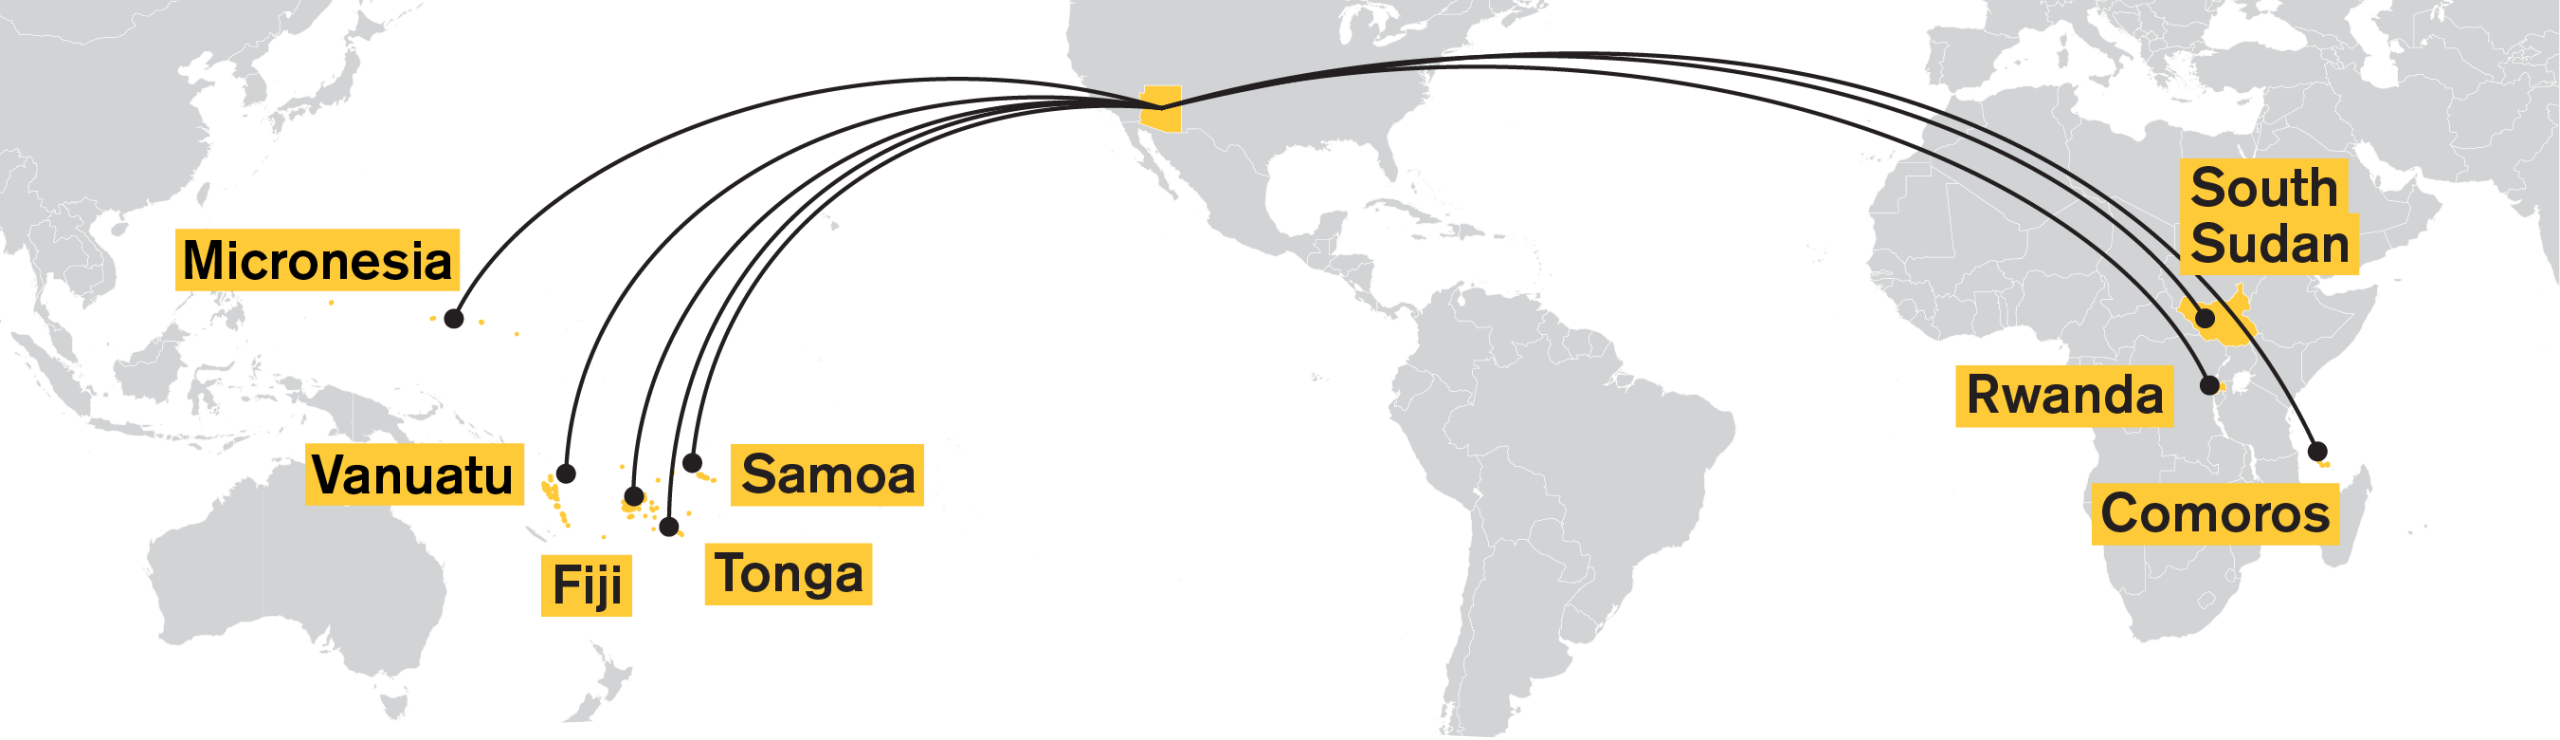 South
Sudan
Micronesia
Rwanda
Vanuatu
Samoa
Comoros
Fiji
Tonga